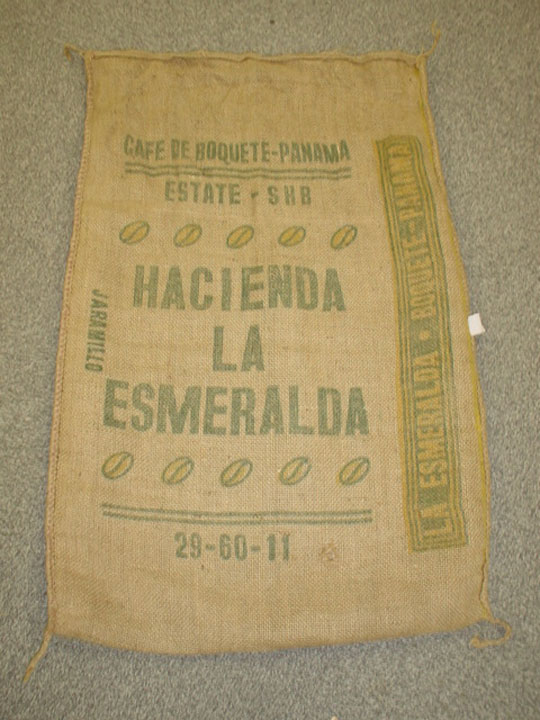 CAFE DE BOQUETE-PANAMA
ESTATE - SHB
HACIENDA
LA
ESMERALDA
JARAMILLO
29-60-11
LA ESMERALDA • BOQUETE-PANAMA